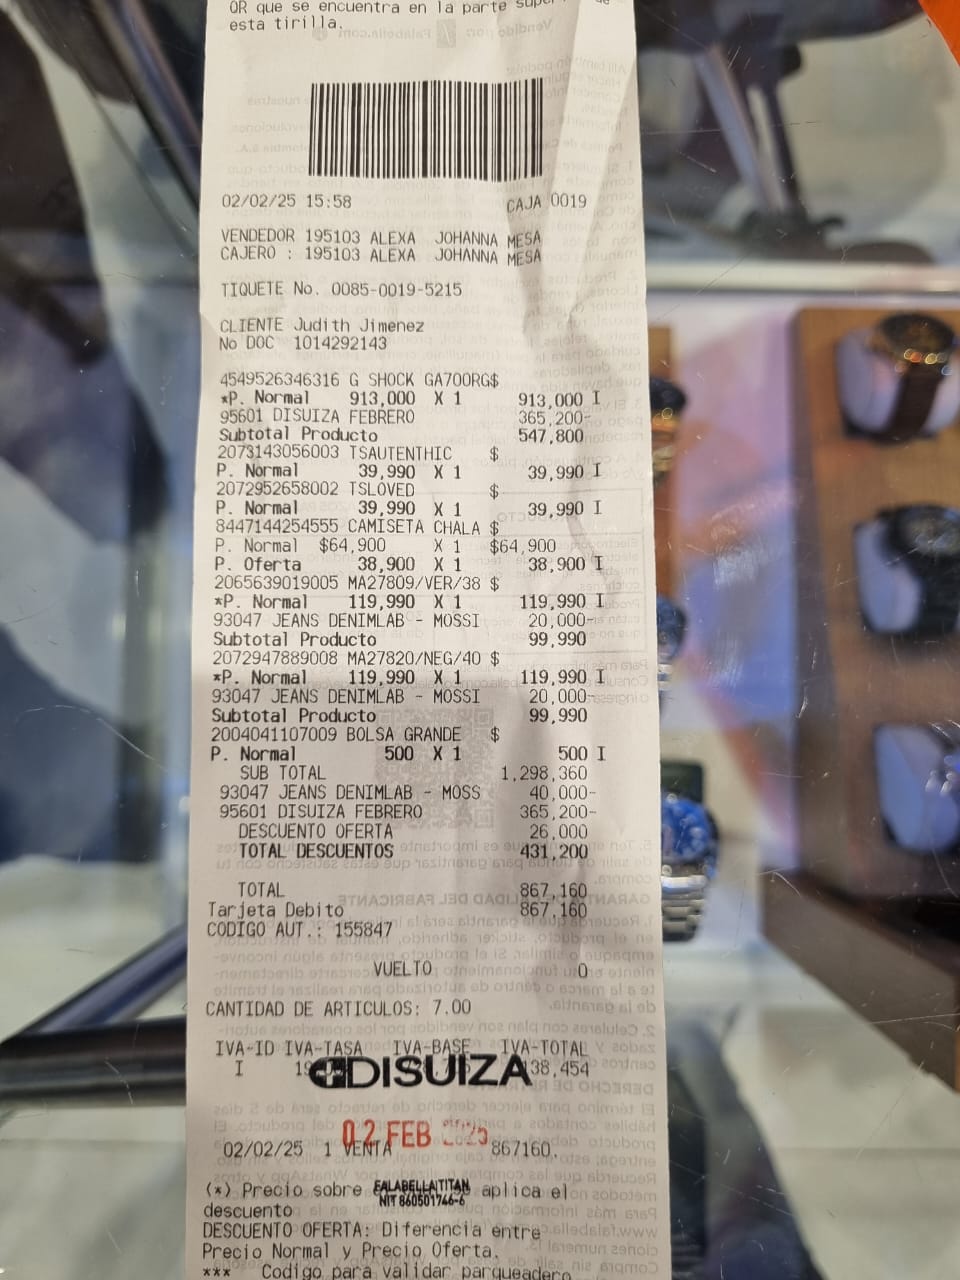 QR que se encuentra en la parte
esta tirilla.
02/02/25 15:58 CAJA 0019
VENDEDOR 195103 ALEXA JOHANNA MESA
CAJERO : 195103 ALEXA JOHANNA MESA
TIQUETE No. 0085-0019-5215
CLIENTE Judith Jimenez
No DOC 1014292143
4549526346316 G SHOCK GA700RG$
*P. Normal 913,000 X 1 913,000 I
95601 DISUIZA FEBRERO 365,200-
Subtotal Producto 547,800
2073143056003 TSAUTENTHIC $
P. Normal 39,990 X 1 39,990 I
2072952658002 TSLOVED $
P. Normal 39,990 X 1 39,990 I
8447144254555 CAMISETA CHALA $
P. Normal $64,900 X 1 $64,900
P. Oferta 38,900 X 1 38,900 I
2065639019005 MA27809/VER/38 $
*P. Normal 119,990 X 1 119,990 I
93047 JEANS DENIMLAB - MOSSI 20,000-
Subtotal Producto 99,990
2072947889008 MA27820/NEG/40 $
*P. Normal 119,990 X 1 119,990 I
93047 JEANS DENIMLAB - MOSSI 20,000-
Subtotal Producto 99,990
2004041107009 BOLSA GRANDE $
P. Normal 500 X 1 500 I
SUB TOTAL 1,298,360
93047 JEANS DENIMLAB - MOSS 40,000-
95601 DISUIZA FEBRERO 365,200-
DESCUENTO OFERTA 26,000
TOTAL DESCUENTOS 431,200
TOTAL 867,160
Tarjeta Debito 867,160
CODIGO AUT.: 155847
VUELTO 0
CANTIDAD DE ARTICULOS: 7.00
IVA-ID IVA-TASA IVA-BASE IVA-TOTAL
I 138,454
DISUIZA
02 FEB 2025
02/02/25 1 VENTA 867160.
(*) Precio sobre FALABELLA TITAN aplica el
NIT 860501746-6
descuento
DESCUENTO OFERTA: Diferencia entre
Precio Normal y Precio Oferta.
*** Codigo para validar parqueadero